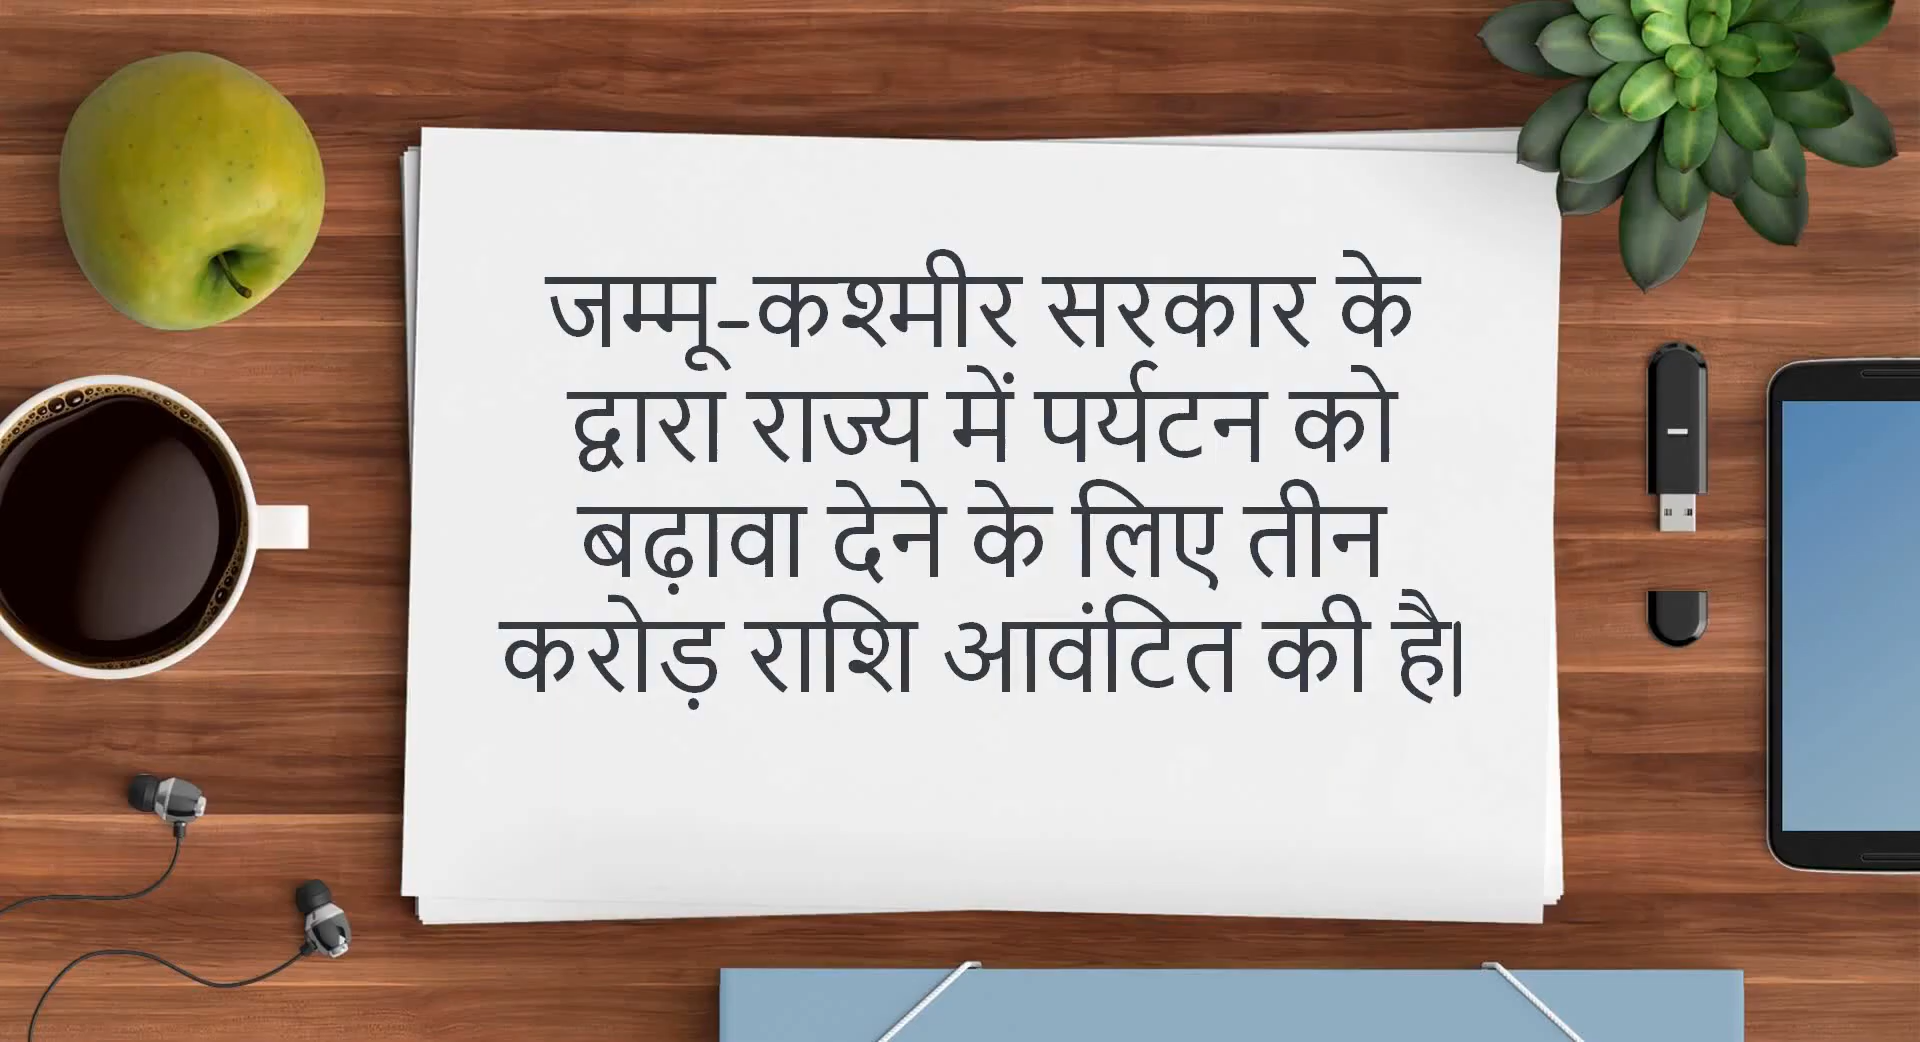 जम्मू-कश्मीर सरकार के
द्वारा राज्य में पर्यटन को
बढ़ावा देने के लिए तीन
करोड़ राशि आवंटित की है।